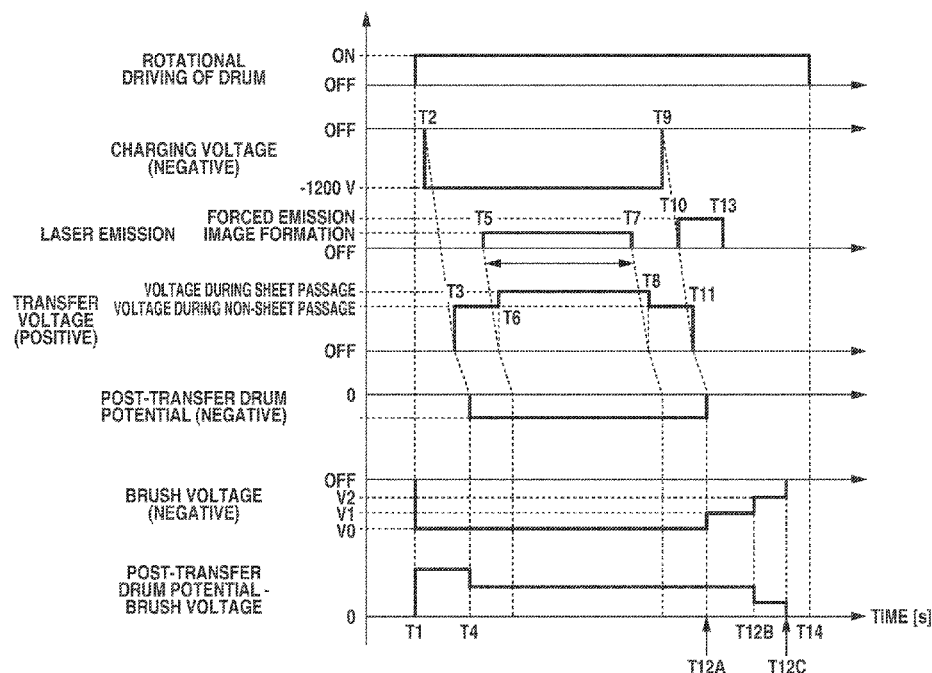 ROTATIONAL
DRIVING OF DRUM
ON
OFF
CHARGING VOLTAGE
(NEGATIVE)
OFF
-1200 V
T2
T9
LASER EMISSION
FORCED EMISSION
IMAGE FORMATION
OFF
T5
T7
T10
T13
TRANSFER
VOLTAGE
(POSITIVE)
VOLTAGE DURING SHEET PASSAGE
VOLTAGE DURING NON-SHEET PASSAGE
OFF
T3
T6
T8
T11
POST-TRANSFER DRUM
POTENTIAL (NEGATIVE)
0
BRUSH VOLTAGE
(NEGATIVE)
OFF
V2
V1
V0
POST-TRANSFER
DRUM POTENTIAL -
BRUSH VOLTAGE
0
TIME [s]
T1
T4
T12B
T14
T12A
T12C